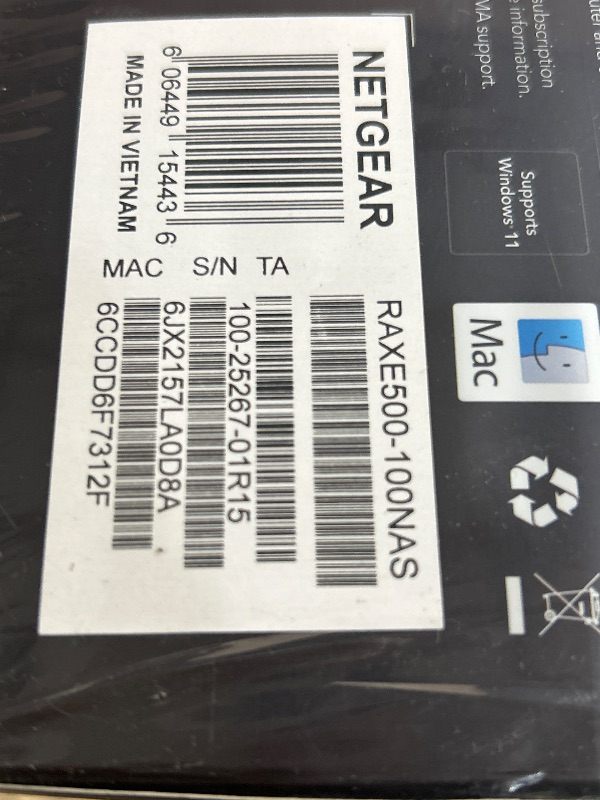 NETGEAR
6 06449 15443 6
MADE IN VIETNAM
RAXE500-100NAS
TA
100-25267-01R15
S/N
6JX2157LA0D8A
MAC
6CCDD6F7312F
subscription
information.
MA support.
Supports
Windows 11
Mac